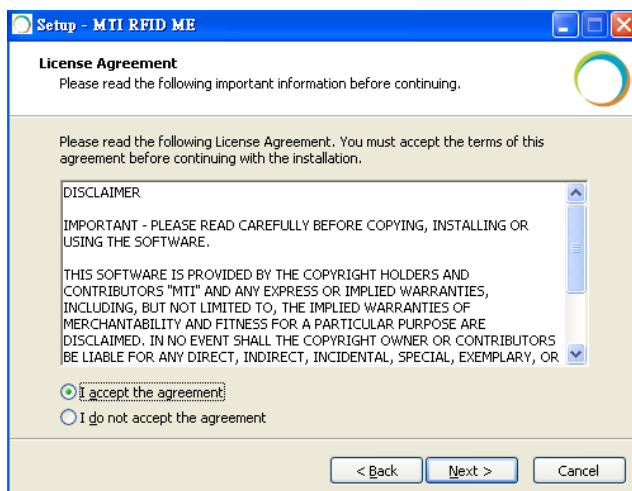 Setup - MTI RFID ME
License Agreement
Please read the following important information before continuing.
Please read the following License Agreement. You must accept the terms of this
agreement before continuing with the installation.
DISCLAIMER
IMPORTANT - PLEASE READ CAREFULLY BEFORE COPYING, INSTALLING OR
USING THE SOFTWARE.
THIS SOFTWARE IS PROVIDED BY THE COPYRIGHT HOLDERS AND
CONTRIBUTORS "MTI" AND ANY EXPRESS OR IMPLIED WARRANTIES,
INCLUDING, BUT NOT LIMITED TO, THE IMPLIED WARRANTIES OF
MERCHANTABILITY AND FITNESS FOR A PARTICULAR PURPOSE ARE
DISCLAIMED. IN NO EVENT SHALL THE COPYRIGHT OWNER OR CONTRIBUTORS
BE LIABLE FOR ANY DIRECT, INDIRECT, INCIDENTAL, SPECIAL, EXEMPLARY, OR
I accept the agreement
I do not accept the agreement
< Back Next > Cancel